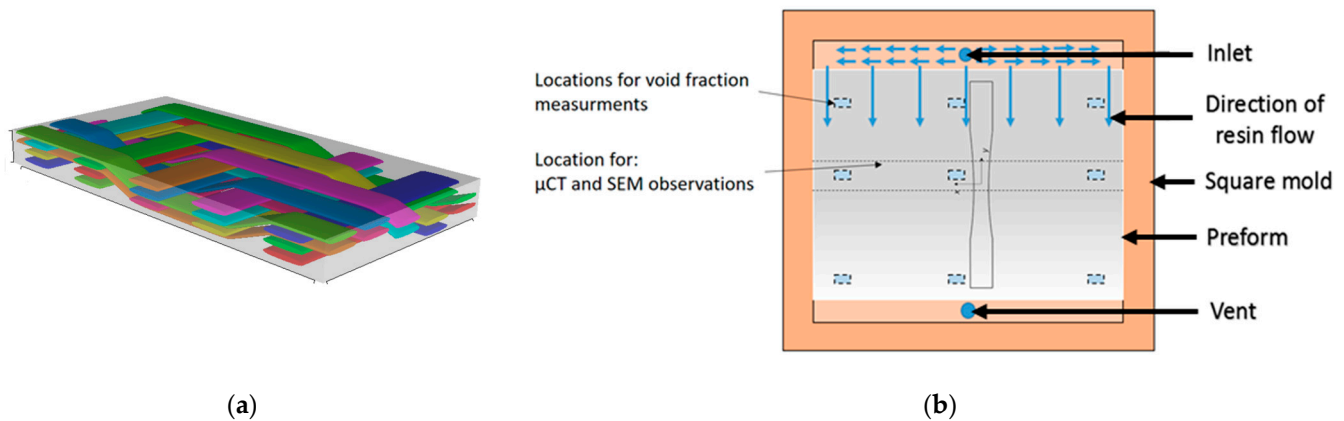 Locations for void fraction
measurments
Location for:
μCT and SEM observations
y
x
Inlet
Direction of
resin flow
Square mold
Preform
Vent
(a)
(b)